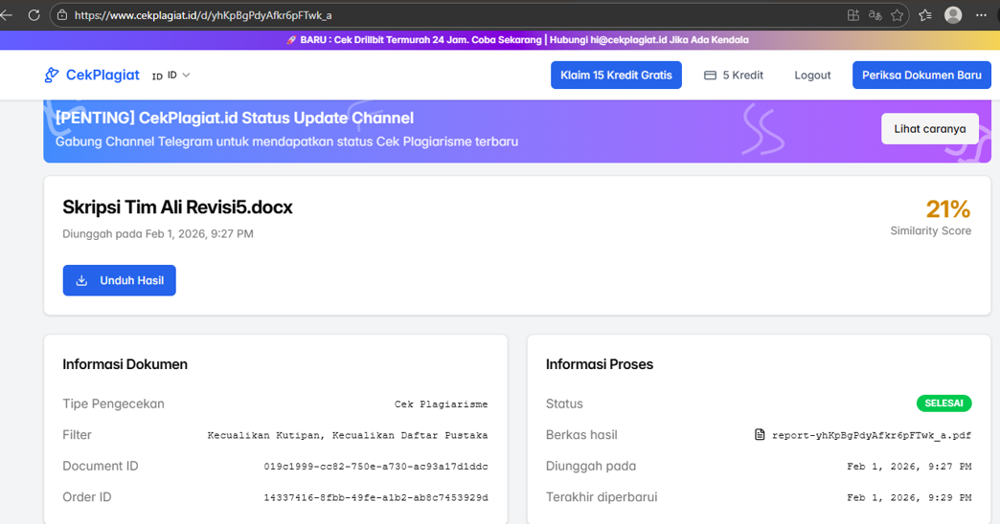 https://www.cekplagiat.id/d/yhKpBgPdyAfkr6pFTwk_a
🚀 BARU : Cek Drillbit Termurah 24 Jam. Coba Sekarang | Hubungi hi@cekplagiat.id Jika Ada Kendala
CekPlagiat ID ID
Klaim 15 Kredit Gratis 5 Kredit Logout Periksa Dokumen Baru
[PENTING] CekPlagiat.id Status Update Channel
Gabung Channel Telegram untuk mendapatkan status Cek Plagiarisme terbaru
Lihat caranya
Skripsi Tim Ali Revisi5.docx
Diunggah pada Feb 1, 2026, 9:27 PM
21%
Similarity Score
Unduh Hasil
Informasi Dokumen
Tipe Pengecekan Cek Plagiarisme
Filter Kecualikan Kutipan, Kecualikan Daftar Pustaka
Document ID 019c1999-cc82-750e-a730-ac93a17d1ddc
Order ID 14337416-8fbb-49fe-a1b2-ab8c7453929d
Informasi Proses
Status SELESAI
Berkas hasil report-yhKpBgPdyAfkr6pFTwk_a.pdf
Diunggah pada Feb 1, 2026, 9:27 PM
Terakhir diperbarui Feb 1, 2026, 9:29 PM